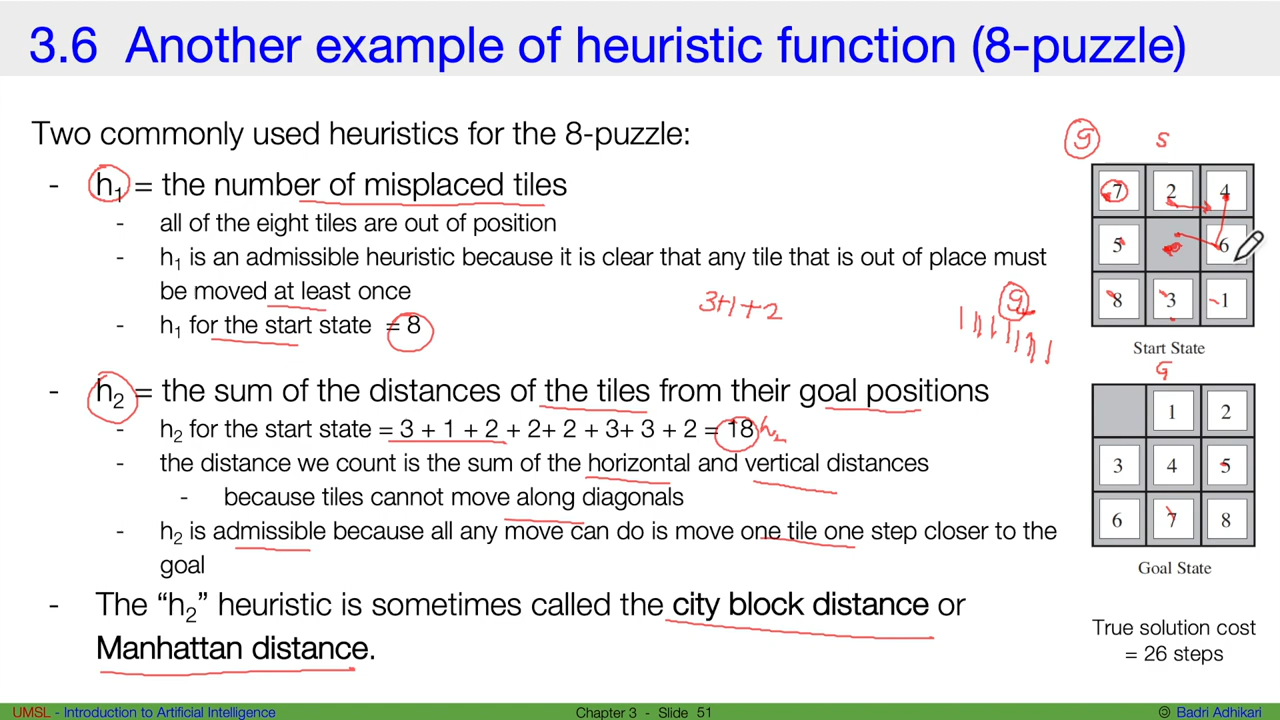 3.6 Another example of heuristic function (8-puzzle)
Two commonly used heuristics for the 8-puzzle:
- h₁ = the number of misplaced tiles
- all of the eight tiles are out of position
- h₁ is an admissible heuristic because it is clear that any tile that is out of place must
be moved at least once
- h₁ for the start state = 8
3+1+2
- h₂ = the sum of the distances of the tiles from their goal positions
- h₂ for the start state = 3 + 1 + 2 + 2+ 2 + 3+ 3 + 2 = 18 h₂
- the distance we count is the sum of the horizontal and vertical distances
- because tiles cannot move along diagonals
- h₂ is admissible because all any move can do is move one tile one step closer to the
goal
- The “h₂” heuristic is sometimes called the city block distance or
Manhattan distance.
g S
7 2 4
5 6
8 3 1
Start State
G
1 2
3 4 5
6 7 8
Goal State
True solution cost
= 26 steps
UMSL - Introduction to Artificial Intelligence
Chapter 3 - Slide 51
Badri Adhikari